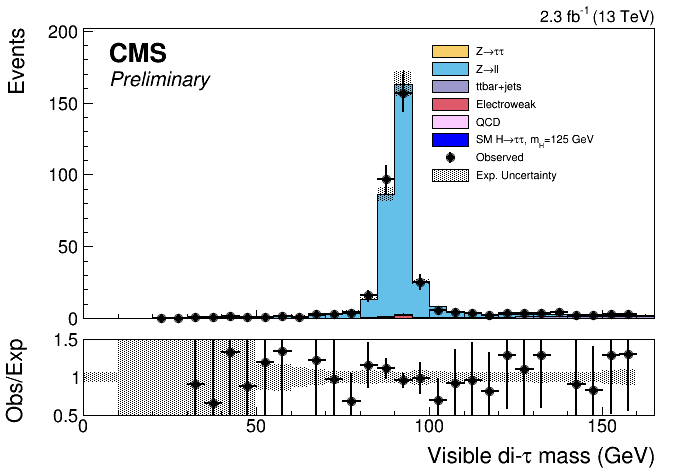 2.3 fb⁻¹ (13 TeV)
CMS
Preliminary
Events
200
150
100
50
0
Z→ττ
Z→ll
ttbar+jets
Electroweak
QCD
SM H→ττ, m_H=125 GeV
Observed
Exp. Uncertainty
Obs/Exp
1.5
1
0.5
0 50 100 150
Visible di-τ mass (GeV)